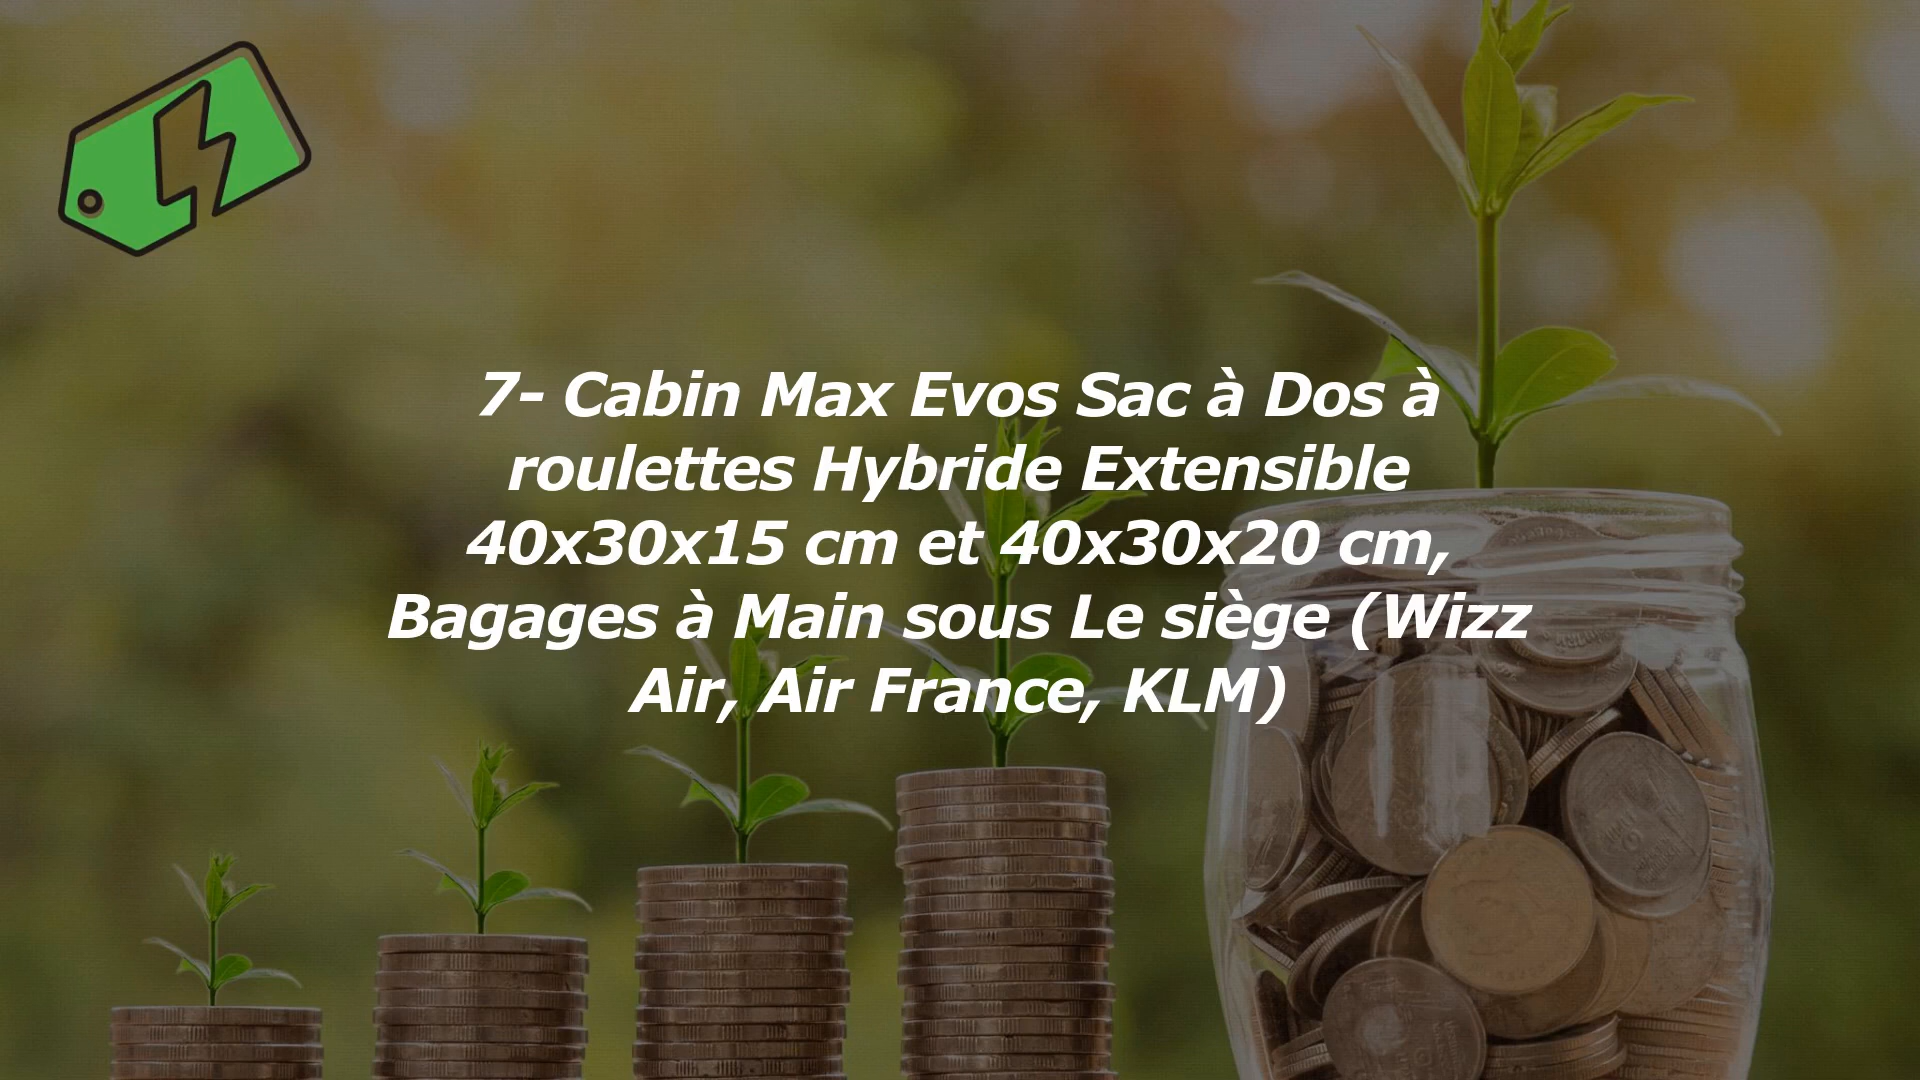 7- Cabin Max Evos Sac à Dos à
roulettes Hybride Extensible
40x30x15 cm et 40x30x20 cm,
Bagages à Main sous Le siège (Wizz
Air, Air France, KLM)